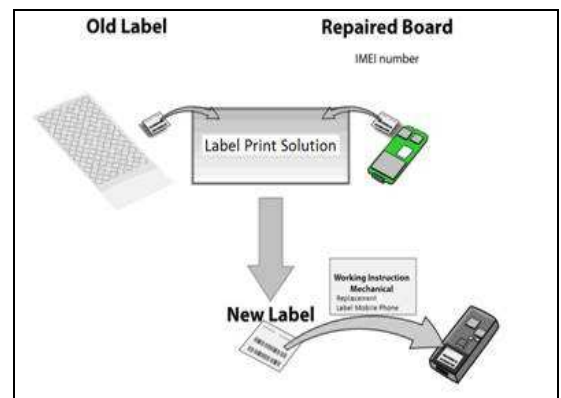 Old Label
Repaired Board
IMEI number
Label Print Solution
Working Instruction
Mechanical
Replacement
Label Mobile Phone
New Label